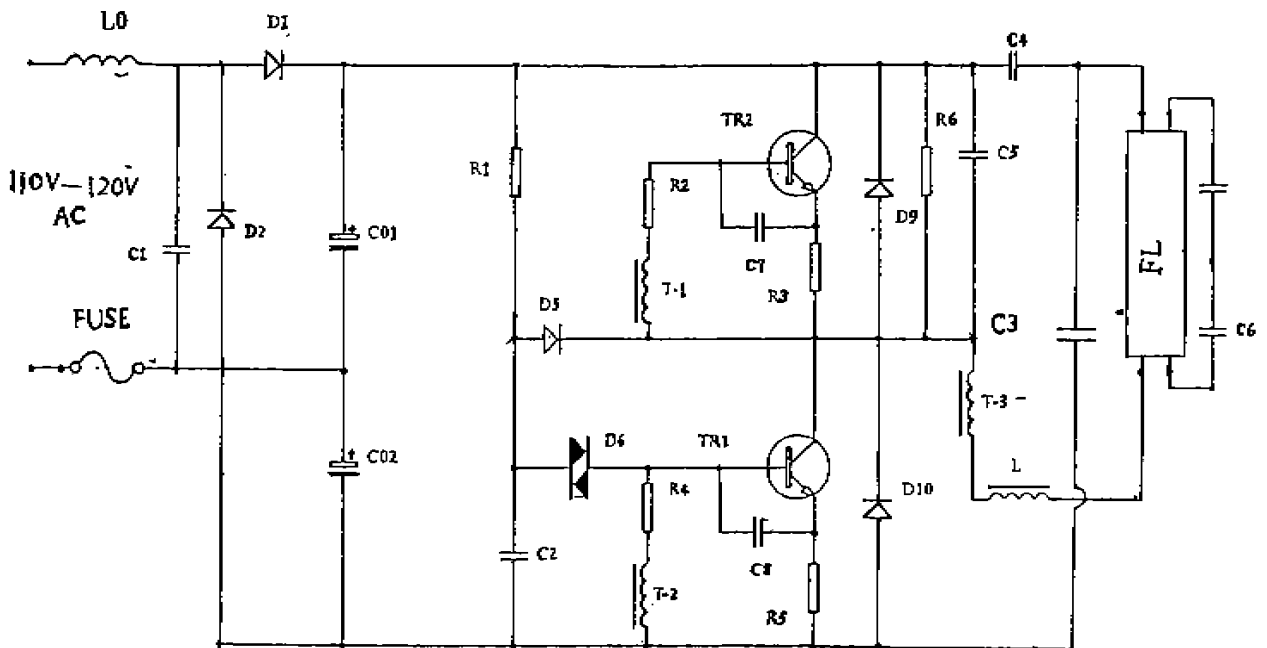 L0
D1
C4
TR2
R6
R1
R2
C5
110V—120V
AC
C1
D2
C01
D9
C7
T-1
R3
FL
FUSE
D5
C3
C6
T-3
D6
TR1
C02
R4
L
D10
C2
C8
T-2
R5